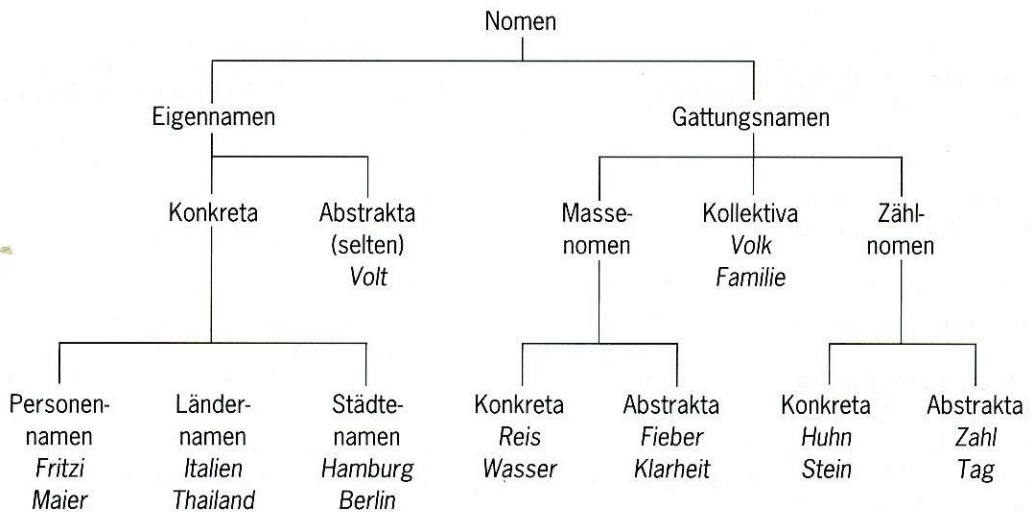 Nomen
Eigennamen
Gattungsnamen
Konkreta
Abstrakta
(selten)
Volt
Masse-
nomen
Kollektiva
Volk
Familie
Zähl-
nomen
Personen-
namen
Fritzi
Maier
Länder-
namen
Italien
Thailand
Städte-
namen
Hamburg
Berlin
Konkreta
Reis
Wasser
Abstrakta
Fieber
Klarheit
Konkreta
Huhn
Stein
Abstrakta
Zahl
Tag